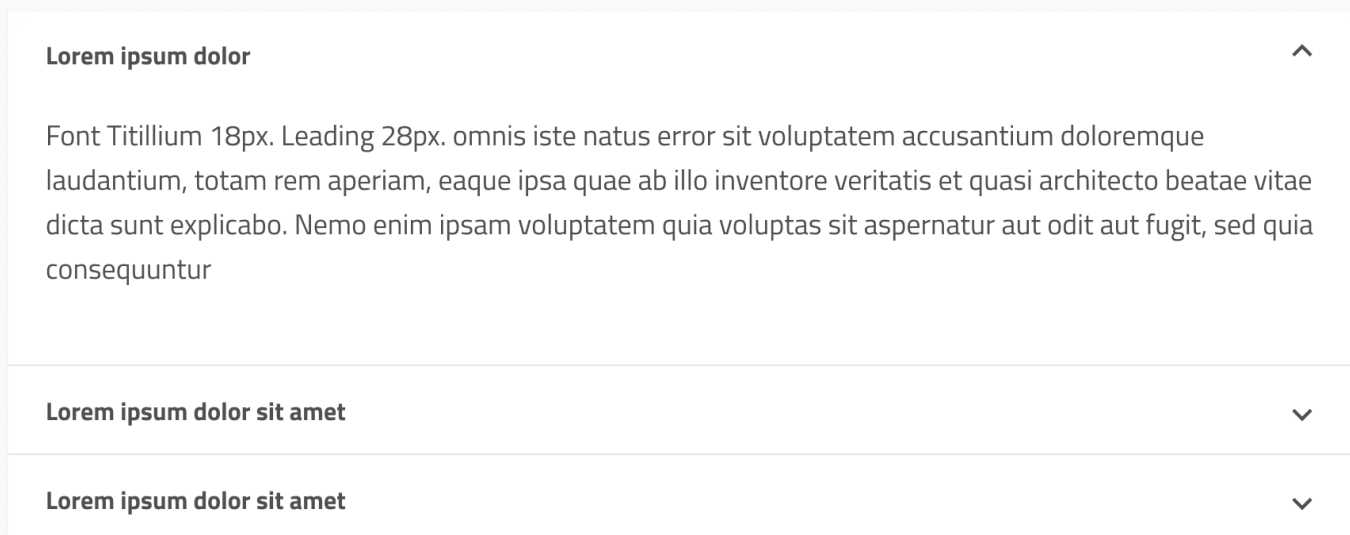 Lorem ipsum dolor
Font Titillium 18px. Leading 28px. omnis iste natus error sit voluptatem accusantium doloremque
laudantium, totam rem aperiam, eaque ipsa quae ab illo inventore veritatis et quasi architecto beatae vitae
dicta sunt explicabo. Nemo enim ipsam voluptatem quia voluptas sit aspernatur aut odit aut fugit, sed quia
consequuntur
Lorem ipsum dolor sit amet
Lorem ipsum dolor sit amet